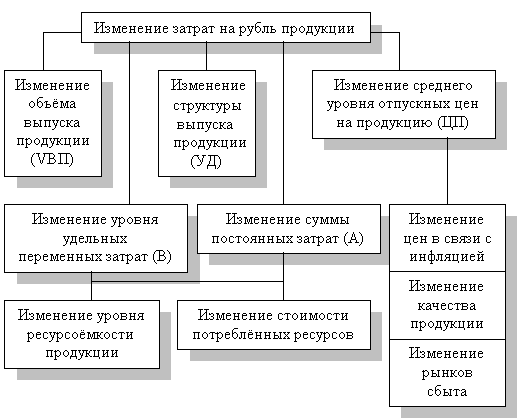 Изменение затрат на рубль продукции
Изменение
объёма
выпуска
продукции
(VВП)
Изменение
структуры
выпуска
продукции
(УД)
Изменение среднего
уровня отпускных цен
на продукцию (ЦП)
Изменение уровня
удельных
переменных затрат (В)
Изменение суммы
постоянных затрат (А)
Изменение
цен в связи с
инфляцией
Изменение
качества
продукции
Изменение
рынков
сбыта
Изменение уровня
ресурсоёмкости
продукции
Изменение стоимости
потреблённых ресурсов